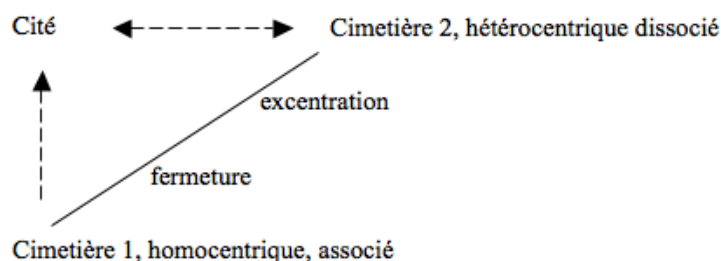 Cité
Cimetière 2, hétérocentrique dissocié
excentration
fermeture
Cimetière 1, homocentrique, associé